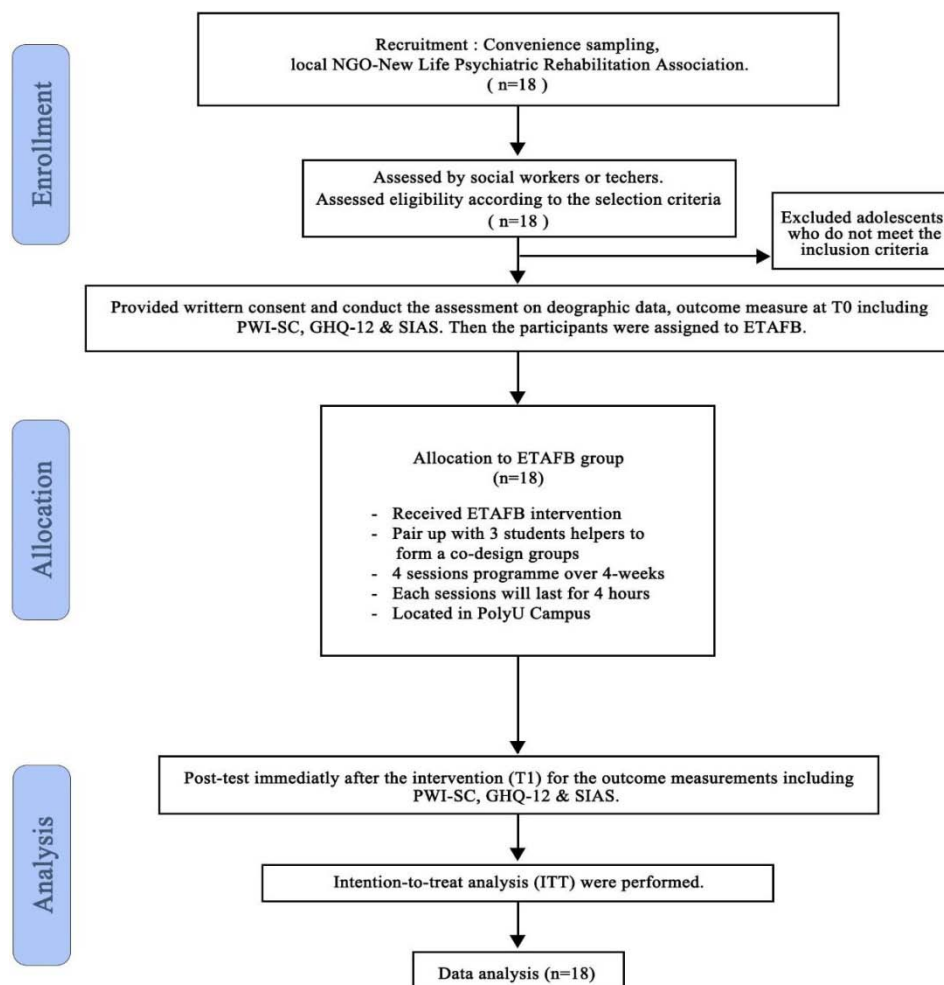 Enrollment
Recruitment : Convenience sampling,
local NGO-New Life Psychiatric Rehabilitation Association.
( n=18 )
Assessed by social workers or techers.
Assessed eligibility according to the selection criteria
( n=18 )
Excluded adolescents
who do not meet the
inclusion criteria
Provided writtern consent and conduct the assessment on deographic data, outcome measure at T0 including
PWI-SC, GHQ-12 & SIAS. Then the participants were assigned to ETAFB.
Allocation
Allocation to ETAFB group
(n=18)
- Received ETAFB intervention
- Pair up with 3 students helpers to
form a co-design groups
- 4 sessions programme over 4-weeks
- Each sessions will last for 4 hours
- Located in PolyU Campus
Analysis
Post-test immediatly after the intervention (T1) for the outcome measurements including
PWI-SC, GHQ-12 & SIAS.
Intention-to-treat analysis (ITT) were performed.
Data analysis (n=18)